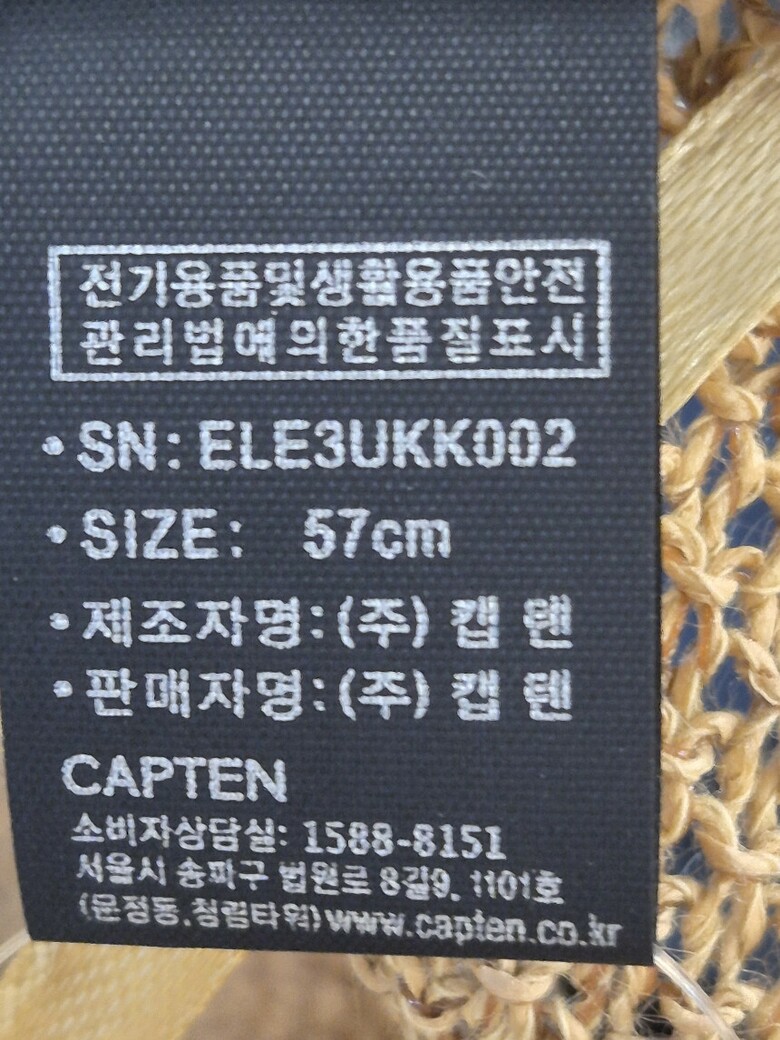 전기용품및생활용품안전
관리법에의한품질표시
• SN: ELE3UKK002
• SIZE: 57cm
• 제조자명: (주) 캡 텐
• 판매자명: (주) 캡 텐
CAPTEN
소비자상담실: 1588-8151
서울시 송파구 법원로 8길9, 1101호
(문정동,청림타워) www.capten.co.kr